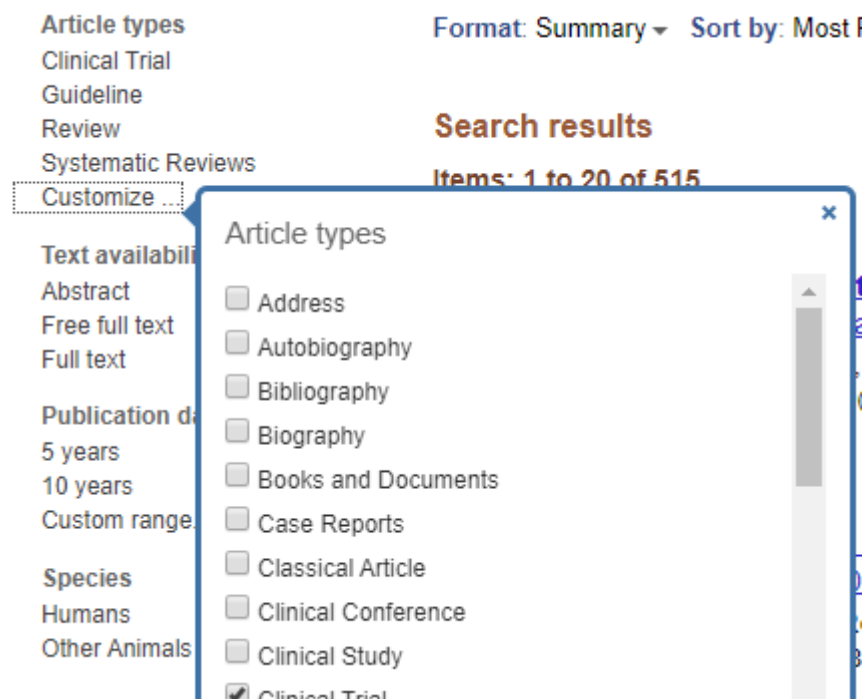 Article types
Clinical Trial
Guideline
Review
Systematic Reviews
Customize ...
Text availabili
Abstract
Free full text
Full text
Publication da
5 years
10 years
Custom range.
Species
Humans
Other Animals
Format: Summary Sort by: Most
Search results
Items: 1 to 20 of 515
Article types
×
Address
Autobiography
Bibliography
Biography
Books and Documents
Case Reports
Classical Article
Clinical Conference
Clinical Study
Clinical Trial